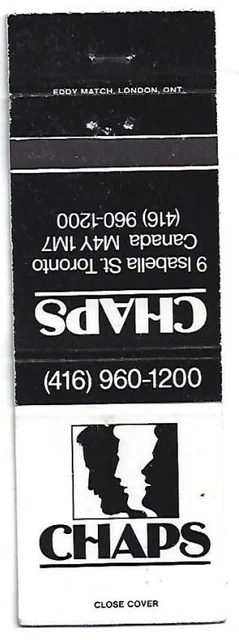 EDDY MATCH, LONDON, ONT.
CHAPS
9 Isabella St. Toronto
Canada M4Y 1M7
(416) 960-1200
(416) 960-1200
CHAPS
CLOSE COVER